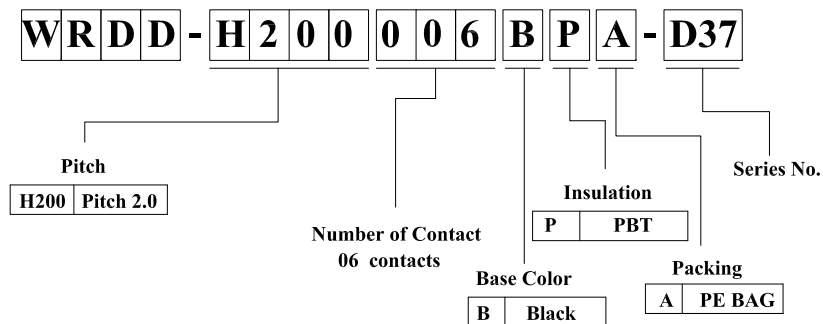 WRDD-H200006BPA-D37
Pitch
H200 Pitch 2.0
Number of Contact
06 contacts
Base Color
B Black
Insulation
P PBT
Packing
A PE BAG
Series No.